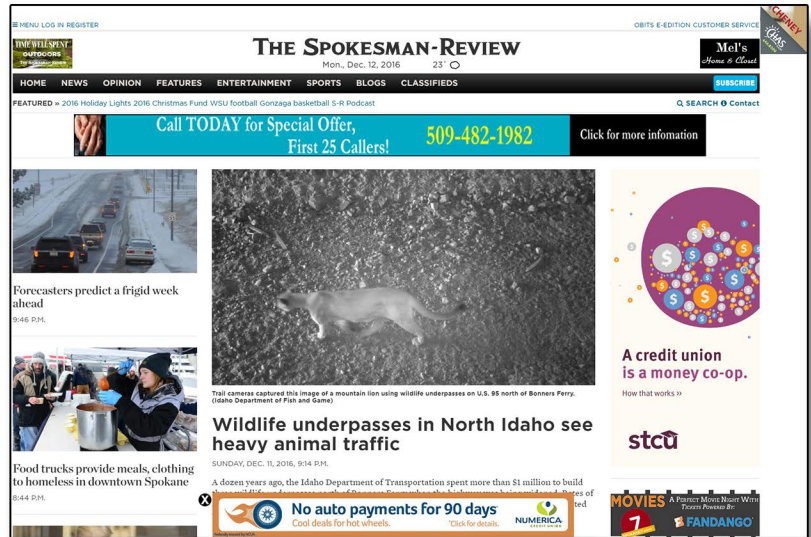 ≡ MENU LOG IN REGISTER
OBITS E-EDITION CUSTOMER SERVICE
CHENEY
CHAS
TIME WELL SPENT
OUTDOORS
THE SPOKESMAN-REVIEW
Mon., Dec. 12, 2016 23°
Mel's
Home & Closet
HOME NEWS OPINION FEATURES ENTERTAINMENT SPORTS BLOGS CLASSIFIEDS
SUBSCRIBE
FEATURED » 2016 Holiday Lights 2016 Christmas Fund WSU football Gonzaga basketball S-R Podcast
SEARCH Contact
Call TODAY for Special Offer,
First 25 Callers!
509-482-1982
Click for more infomation
Forecasters predict a frigid week
ahead
9:46 P.M.
Food trucks provide meals, clothing
to homeless in downtown Spokane
8:44 P.M.
Trail cameras captured this image of a mountain lion using wildlife underpasses on U.S. 95 north of Bonners Ferry.
(Idaho Department of Fish and Game)
Wildlife underpasses in North Idaho see
heavy animal traffic
SUNDAY, DEC. 11, 2016, 9:14 P.M.
A dozen years ago, the Idaho Department of Transportation spent more than $1 million to build
X
No auto payments for 90 days
Cool deals for hot wheels.
*Click for details.
NUMERICA
CREDIT UNION
A credit union
is a money co-op.
How that works »
stcu
MOVIES
7
A PERFECT MOVIE NIGHT WITH
TICKETS POWERED BY:
FANDANGO